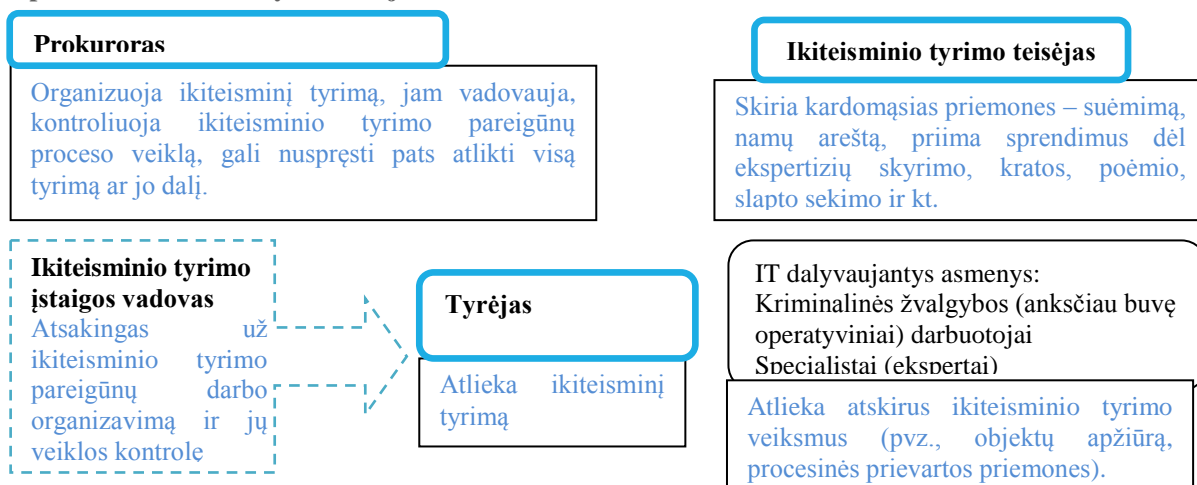 Prokuroras
Organizuoja ikiteisminį tyrimą, jam vadovauja,
kontroliuoja ikiteisminio tyrimo pareigūnų
proceso veiklą, gali nuspręsti pats atlikti visą
tyrimą ar jo dalį.
Ikiteisminio tyrimo teisėjas
Skiria kardomąsias priemones – suėmimą,
namų areštą, priima sprendimus dėl
ekspertizių skyrimo, kratos, poėmio,
slapto sekimo ir kt.
Ikiteisminio tyrimo
įstaigos vadovas
Atsakingas už
ikiteisminio tyrimo
pareigūnų darbo
organizavimą ir jų
veiklos kontrolę
Tyrėjas
Atlieka ikiteisminį
tyrimą
IT dalyvaujantys asmenys:
Kriminalinės žvalgybos (anksčiau buvę
operatyviniai) darbuotojai
Specialistai (ekspertai)
Atlieka atskirus ikiteisminio tyrimo
veiksmus (pvz., objektų apžiūrą,
procesinės prievartos priemones).